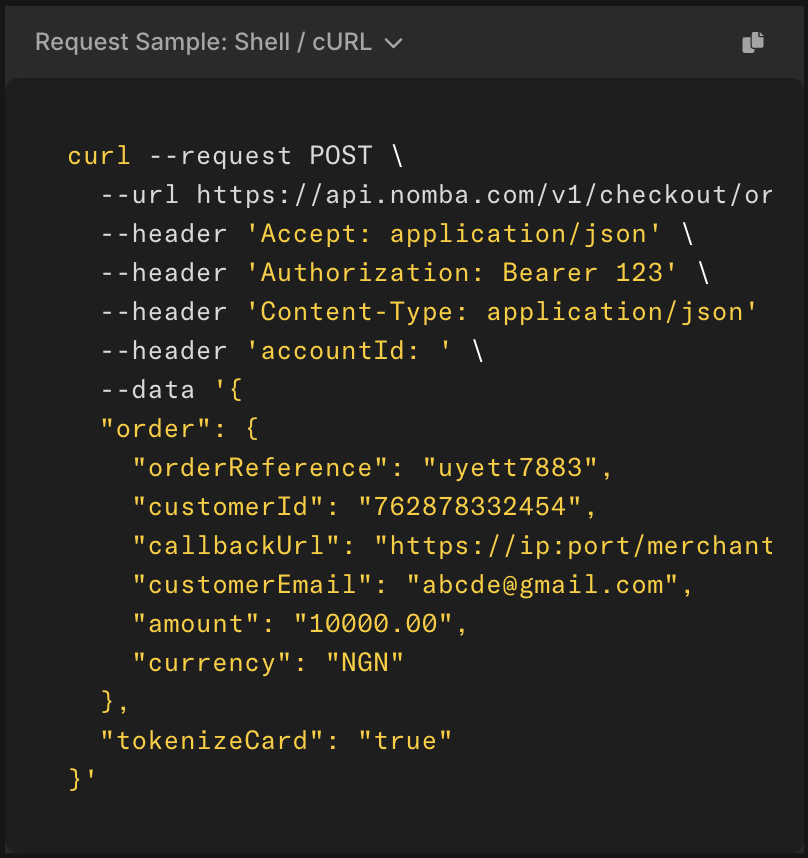 Request Sample: Shell / cURL
curl --request POST \
--url https://api.nomba.com/v1/checkout/or
--header 'Accept: application/json' \
--header 'Authorization: Bearer 123' \
--header 'Content-Type: application/json'
--header 'accountId: ' \
--data '{
"order": {
"orderReference": "uyett7883",
"customerId": "762878332454",
"callbackUrl": "https://ip:port/merchant
"customerEmail": "abcde@gmail.com",
"amount": "10000.00",
"currency": "NGN"
},
"tokenizeCard": "true"
}'